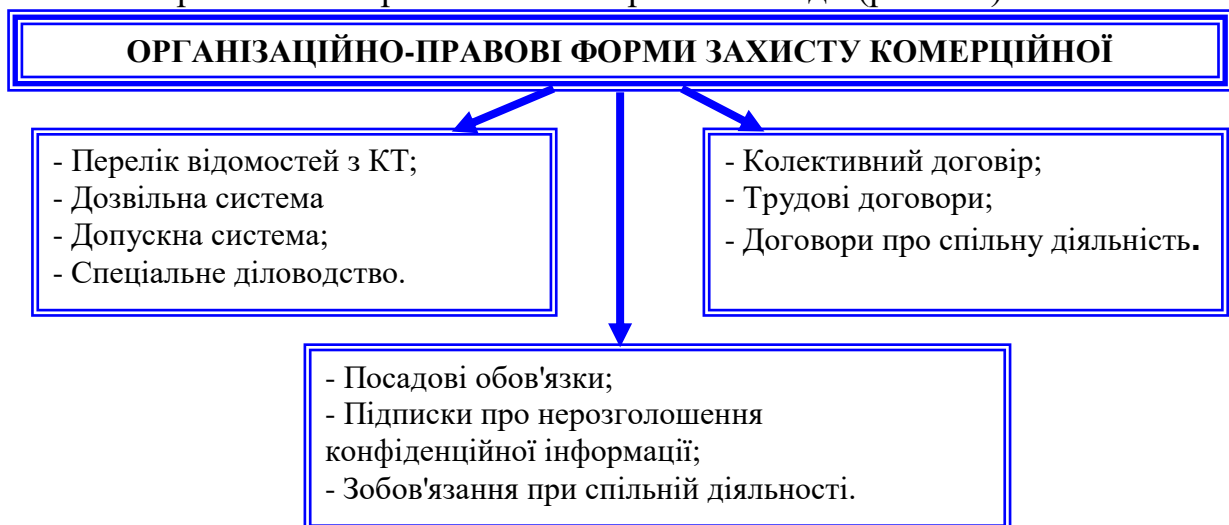 ОРГАНІЗАЦІЙНО-ПРАВОВІ ФОРМИ ЗАХИСТУ КОМЕРЦІЙНОЇ
- Перелік відомостей з КТ;
- Дозвільна система
- Допускна система;
- Спеціальне діловодство.
- Колективний договір;
- Трудові договори;
- Договори про спільну діяльність.
- Посадові обов'язки;
- Підписки про нерозголошення
конфіденційної інформації;
- Зобов'язання при спільній діяльності.